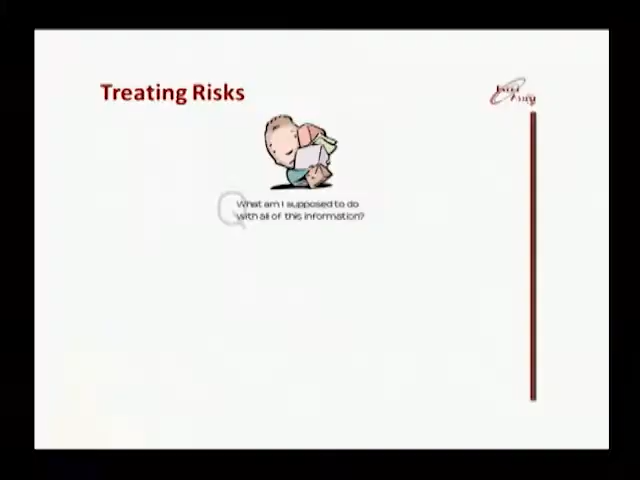 Treating Risks
Q
What am I supposed to do
with all of this information?